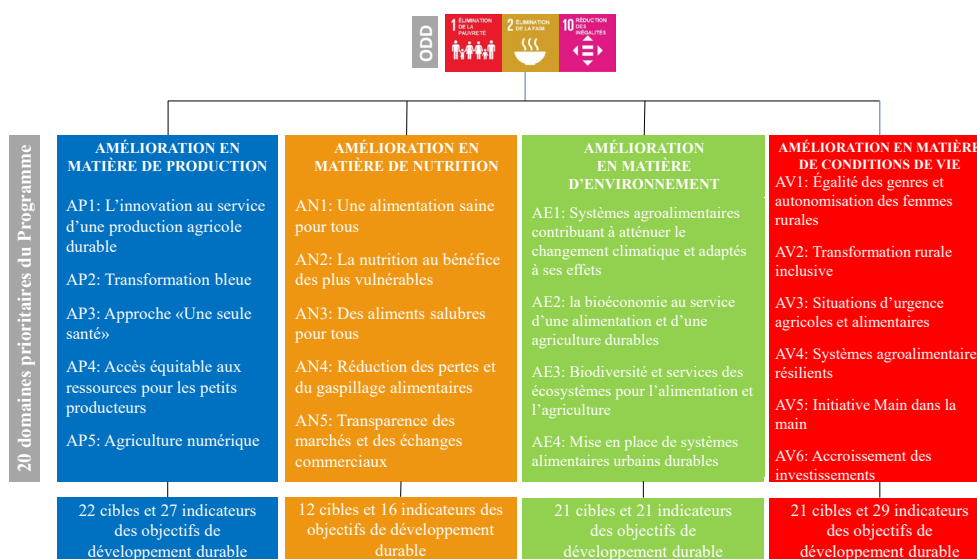 ODD
1 ÉLIMINATION
DE LA
PAUVRETÉ
2 ÉLIMINATION
DE LA FAIM
10 RÉDUCTION
DES
INÉGALITÉS
20 domaines prioritaires du Programme
AMÉLIORATION EN
MATIÈRE DE PRODUCTION
AP1: L'innovation au service
d'une production agricole
durable
AP2: Transformation bleue
AP3: Approche «Une seule
santé»
AP4: Accès équitable aux
ressources pour les petits
producteurs
AP5: Agriculture numérique
22 cibles et 27 indicateurs
des objectifs de
développement durable
AMÉLIORATION EN
MATIÈRE DE NUTRITION
AN1: Une alimentation saine
pour tous
AN2: La nutrition au bénéfice
des plus vulnérables
AN3: Des aliments salubres
pour tous
AN4: Réduction des pertes et
du gaspillage alimentaires
AN5: Transparence des
marchés et des échanges
commerciaux
12 cibles et 16 indicateurs des
objectifs de développement
durable
AMÉLIORATION
EN MATIÈRE
D'ENVIRONNEMENT
AE1: Systèmes agroalimentaires
contribuant à atténuer le
changement climatique et adaptés
à ses effets
AE2: la bioéconomie au service
d'une alimentation et d'une
agriculture durables
AE3: Biodiversité et services des
écosystèmes pour l'alimentation et
l'agriculture
AE4: Mise en place de systèmes
alimentaires urbains durables
21 cibles et 21 indicateurs
des objectifs de
développement durable
AMÉLIORATION EN MATIÈRE
DE CONDITIONS DE VIE
AV1: Égalité des genres et
autonomisation des femmes
rurales
AV2: Transformation rurale
inclusive
AV3: Situations d'urgence
agricoles et alimentaires
AV4: Systèmes agroalimentaire
résilients
AV5: Initiative Main dans la
main
AV6: Accroissement des
investissements
21 cibles et 29 indicateurs
des objectifs de
développement durable